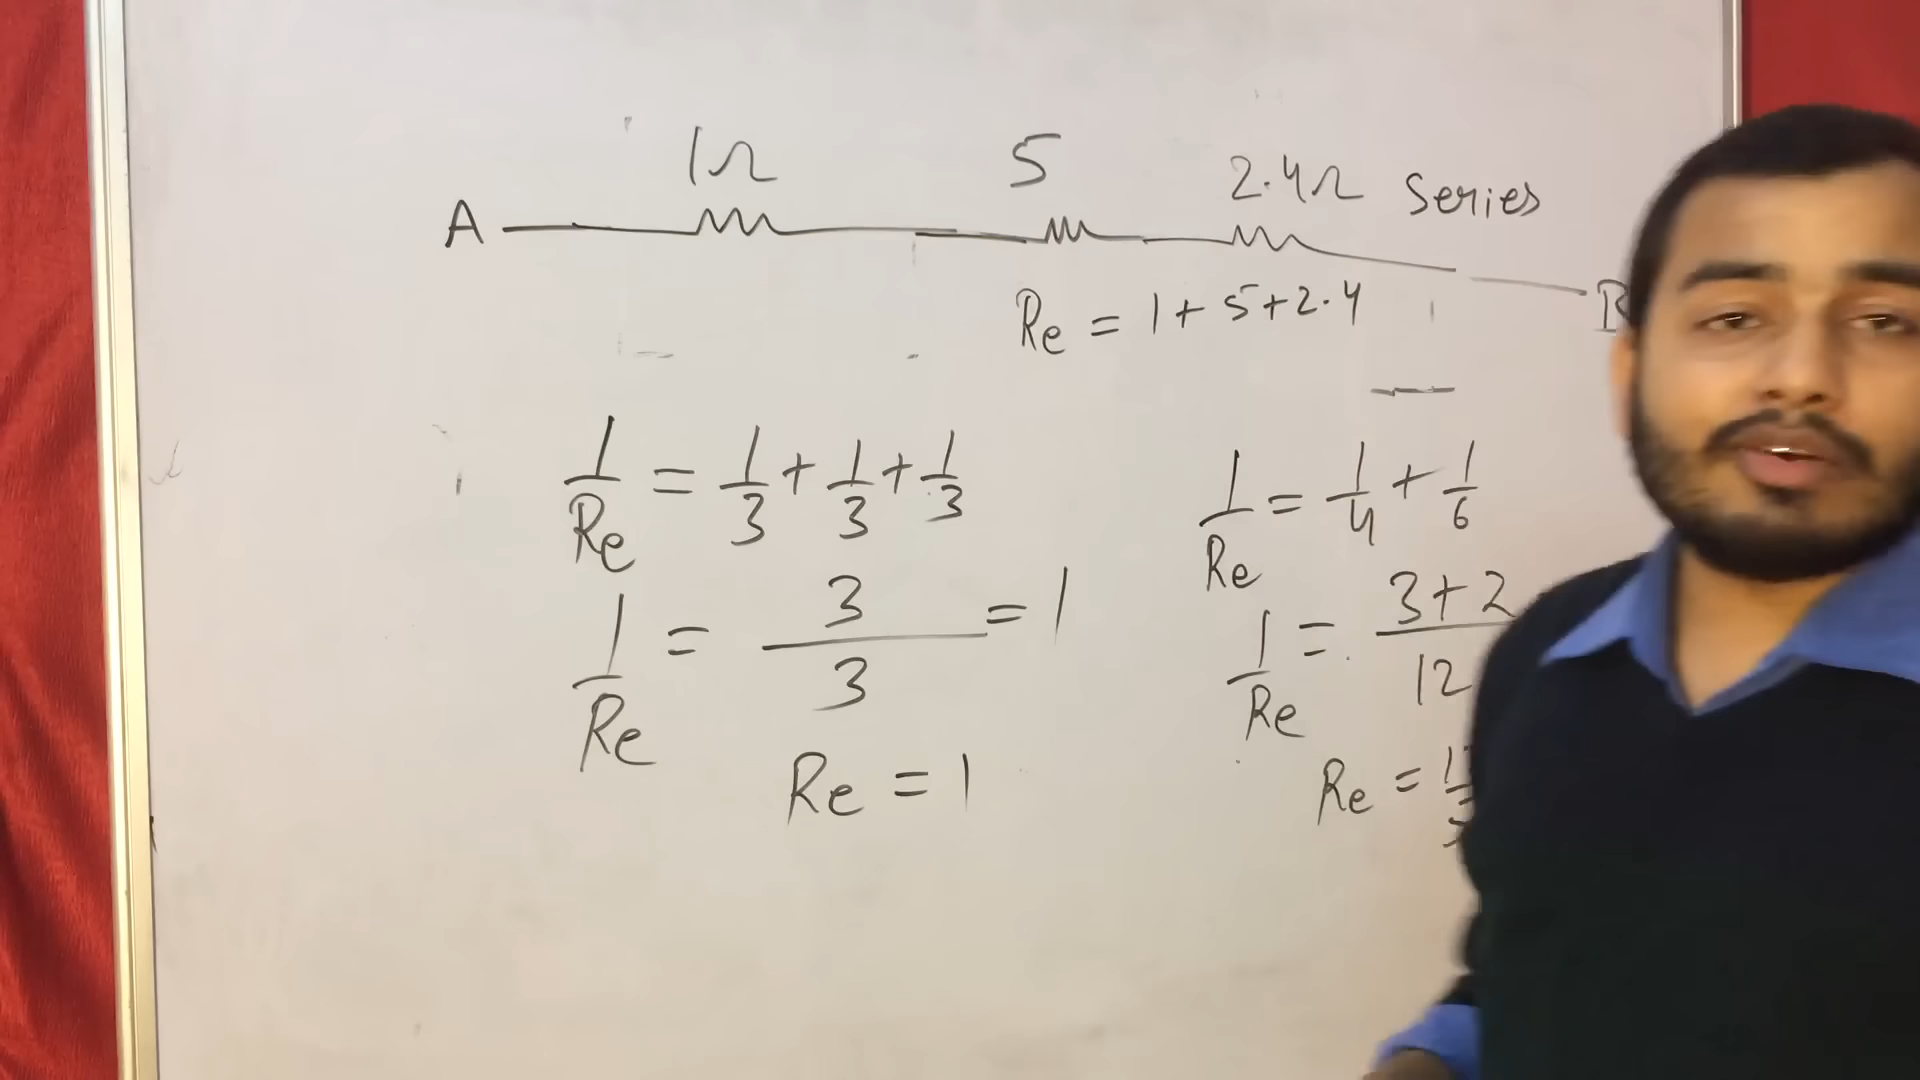 1Ω 5 2.4Ω Series
A B
Re = 1 + 5 + 2.4
1/Re = 1/3 + 1/3 + 1/3
1/Re = 3/3 = 1
Re = 1
1/Re = 1/4 + 1/6
1/Re = 3+2/12
Re =